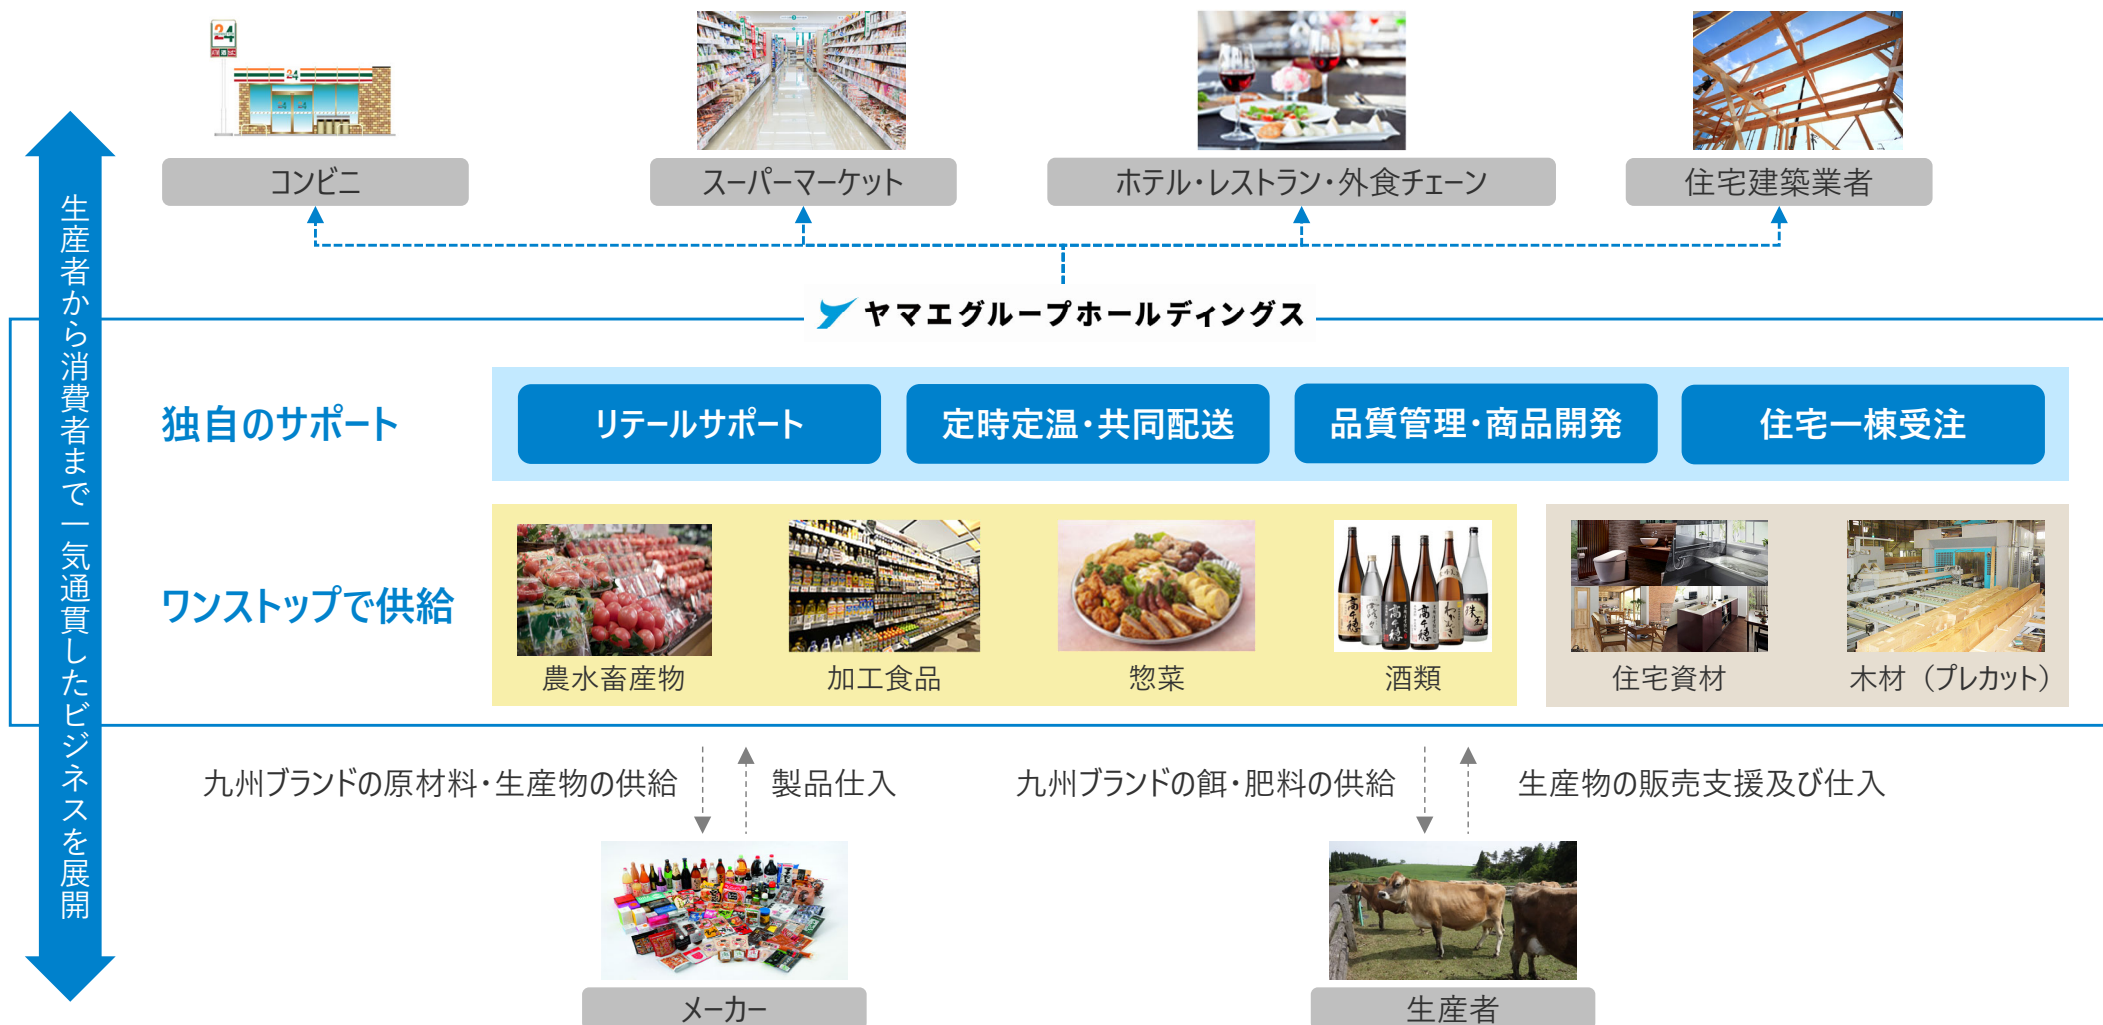 コンビニ
スーパーマーケット
ホテル・レストラン・外食チェーン
住宅建築業者
生産者から消費者まで一気通貫したビジネスを展開
ヤマエグループホールディングス
独自のサポート
リテールサポート
定時定温・共同配送
品質管理・商品開発
住宅一棟受注
ワンストップで供給
高千穂
高千穂
高千穂
農水畜産物
加工食品
惣菜
酒類
住宅資材
木材（プレカット）
九州ブランドの原材料・生産物の供給
製品仕入
九州ブランドの餌・肥料の供給
生産物の販売支援及び仕入
メーカー
生産者